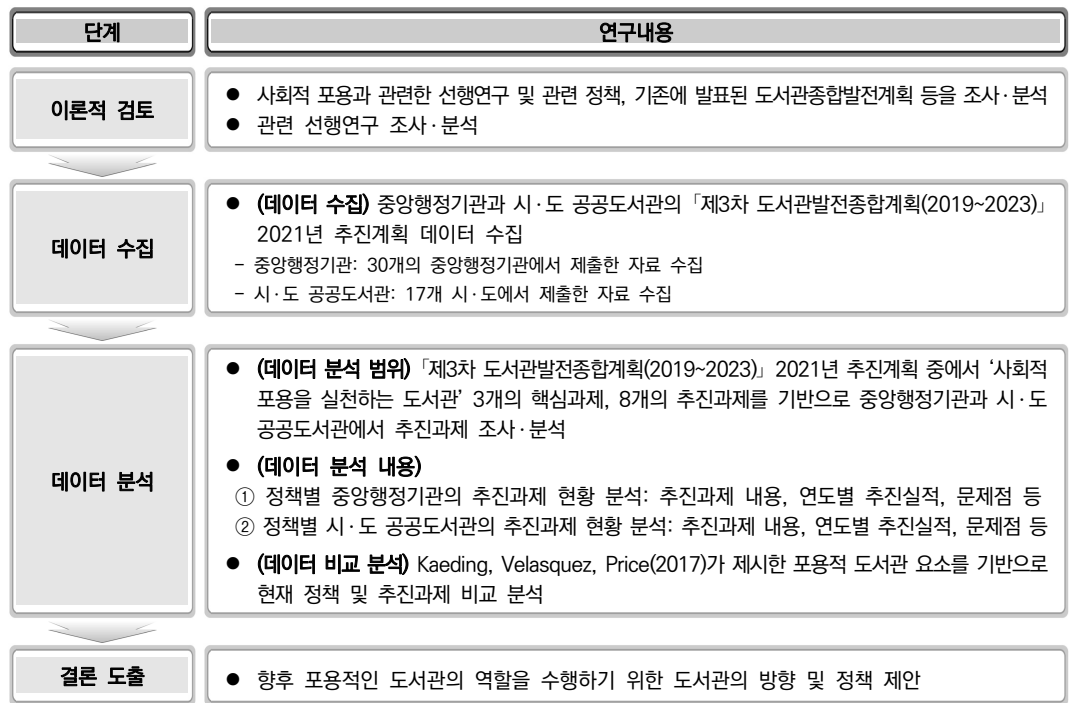 단계
연구내용
이론적 검토
● 사회적 포용과 관련한 선행연구 및 관련 정책, 기존에 발표된 도서관종합발전계획 등을 조사·분석
● 관련 선행연구 조사·분석
데이터 수집
● (데이터 수집) 중앙행정기관과 시·도 공공도서관의 「제3차 도서관발전종합계획(2019~2023)」
2021년 추진계획 데이터 수집
- 중앙행정기관: 30개의 중앙행정기관에서 제출한 자료 수집
- 시·도 공공도서관: 17개 시·도에서 제출한 자료 수집
데이터 분석
● (데이터 분석 범위) 「제3차 도서관발전종합계획(2019~2023)」 2021년 추진계획 중에서 ‘사회적
포용을 실천하는 도서관’ 3개의 핵심과제, 8개의 추진과제를 기반으로 중앙행정기관과 시·도
공공도서관에서 추진과제 조사·분석
● (데이터 분석 내용)
① 정책별 중앙행정기관의 추진과제 현황 분석: 추진과제 내용, 연도별 추진실적, 문제점 등
② 정책별 시·도 공공도서관의 추진과제 현황 분석: 추진과제 내용, 연도별 추진실적, 문제점 등
● (데이터 비교 분석) Kaeding, Velasquez, Price(2017)가 제시한 포용적 도서관 요소를 기반으로
현재 정책 및 추진과제 비교 분석
결론 도출
● 향후 포용적인 도서관의 역할을 수행하기 위한 도서관의 방향 및 정책 제안